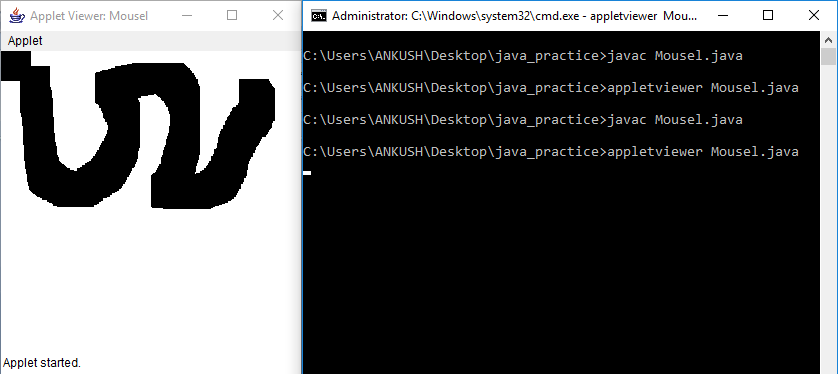 Applet Viewer: Mousel
Applet
Applet started.
Administrator: C:\Windows\system32\cmd.exe - appletviewer Mou...
C:\Users\ANKUSH\Desktop\java_practice>javac Mousel.java
C:\Users\ANKUSH\Desktop\java_practice>appletviewer Mousel.java
C:\Users\ANKUSH\Desktop\java_practice>javac Mousel.java
C:\Users\ANKUSH\Desktop\java_practice>appletviewer Mousel.java